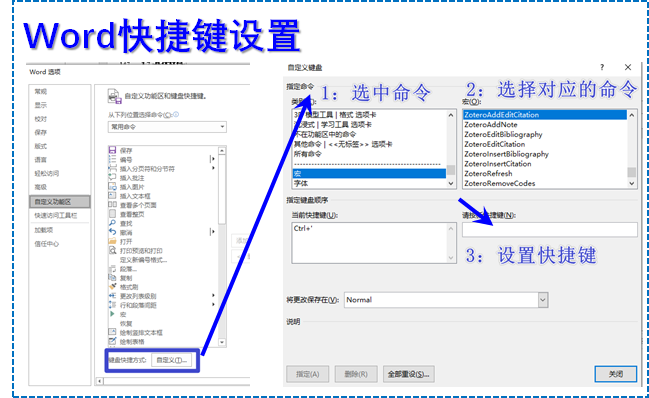 Word快捷键设置
Word 选项
常规
显示
校对
保存
版式
语言
轻松访问
高级
自定义功能区
快速访问工具栏
加载项
信任中心
自定义功能区和键盘快捷键。
从下列位置选择命令(C):
常用命令
保存
编号
插入分页符和分节符
插入批注
插入图片
插入文本框
查看多个页面
查看整页
查找
取消
打开
打印预览和打印
定义新编号格式...
段落...
复制
格式刷
更改列表级别
行和段落间距
宏
恢复
绘制竖排文本框
绘制表格
键盘快捷方式: 自定义(T)...
自定义键盘
? ×
指定命令
1：选中命令
2：选择对应的命令
宏(O):
模型工具 | 格式 选项卡
学习工具 选项卡
不在功能区中的命令
其他命令 | <<无标签>> 选项卡
所有命令
宏
字体
ZoteroAddEditCitation
ZoteroAddNote
ZoteroEditBibliography
ZoteroEditCitation
ZoteroInsertBibliography
ZoteroInsertCitation
ZoteroRefresh
ZoteroRemoveCodes
指定键盘顺序
当前快捷键(U):
Ctrl+'
快捷键(N):
3：设置快捷键
将更改保存在(V): Normal
说明
指定(A) 删除(R) 全部重设(S)... 关闭